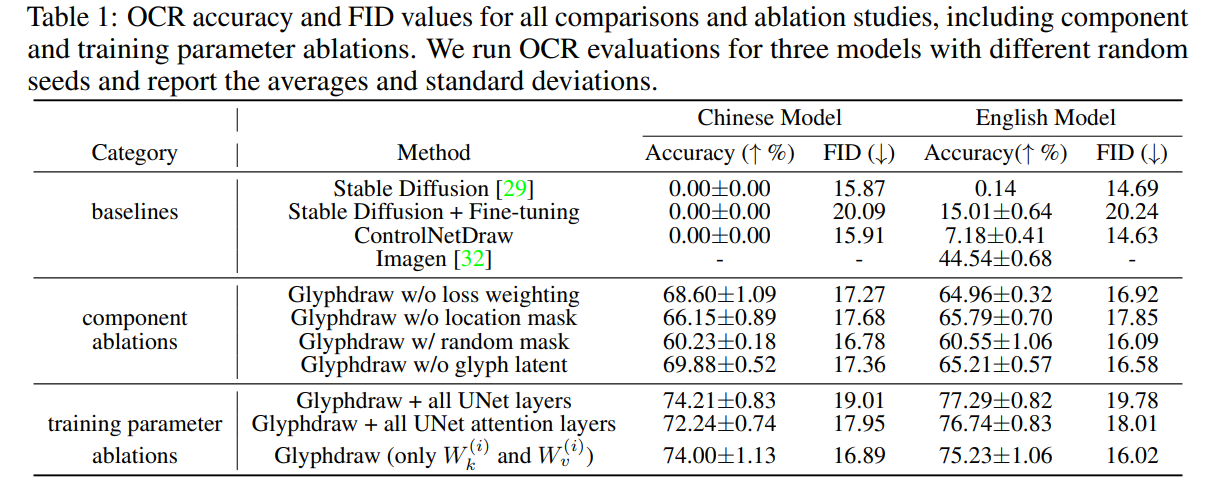 Table 1: OCR accuracy and FID values for all comparisons and ablation studies, including component
and training parameter ablations. We run OCR evaluations for three models with different random
seeds and report the averages and standard deviations.
Chinese Model English Model
Category Method Accuracy (↑ %) FID (↓) Accuracy(↑ %) FID (↓)
Stable Diffusion [29] 0.00±0.00 15.87 0.14 14.69
baselines Stable Diffusion + Fine-tuning 0.00±0.00 20.09 15.01±0.64 20.24
ControlNetDraw 0.00±0.00 15.91 7.18±0.41 14.63
Imagen [32] - - 44.54±0.68 -
Glyphdraw w/o loss weighting 68.60±1.09 17.27 64.96±0.32 16.92
component Glyphdraw w/o location mask 66.15±0.89 17.68 65.79±0.70 17.85
ablations Glyphdraw w/ random mask 60.23±0.18 16.78 60.55±1.06 16.09
Glyphdraw w/o glyph latent 69.88±0.52 17.36 65.21±0.57 16.58
Glyphdraw + all UNet layers 74.21±0.83 19.01 77.29±0.82 19.78
training parameter Glyphdraw + all UNet attention layers 72.24±0.74 17.95 76.74±0.83 18.01
ablations Glyphdraw (only W_k^(i) and W_v^(i)) 74.00±1.13 16.89 75.23±1.06 16.02